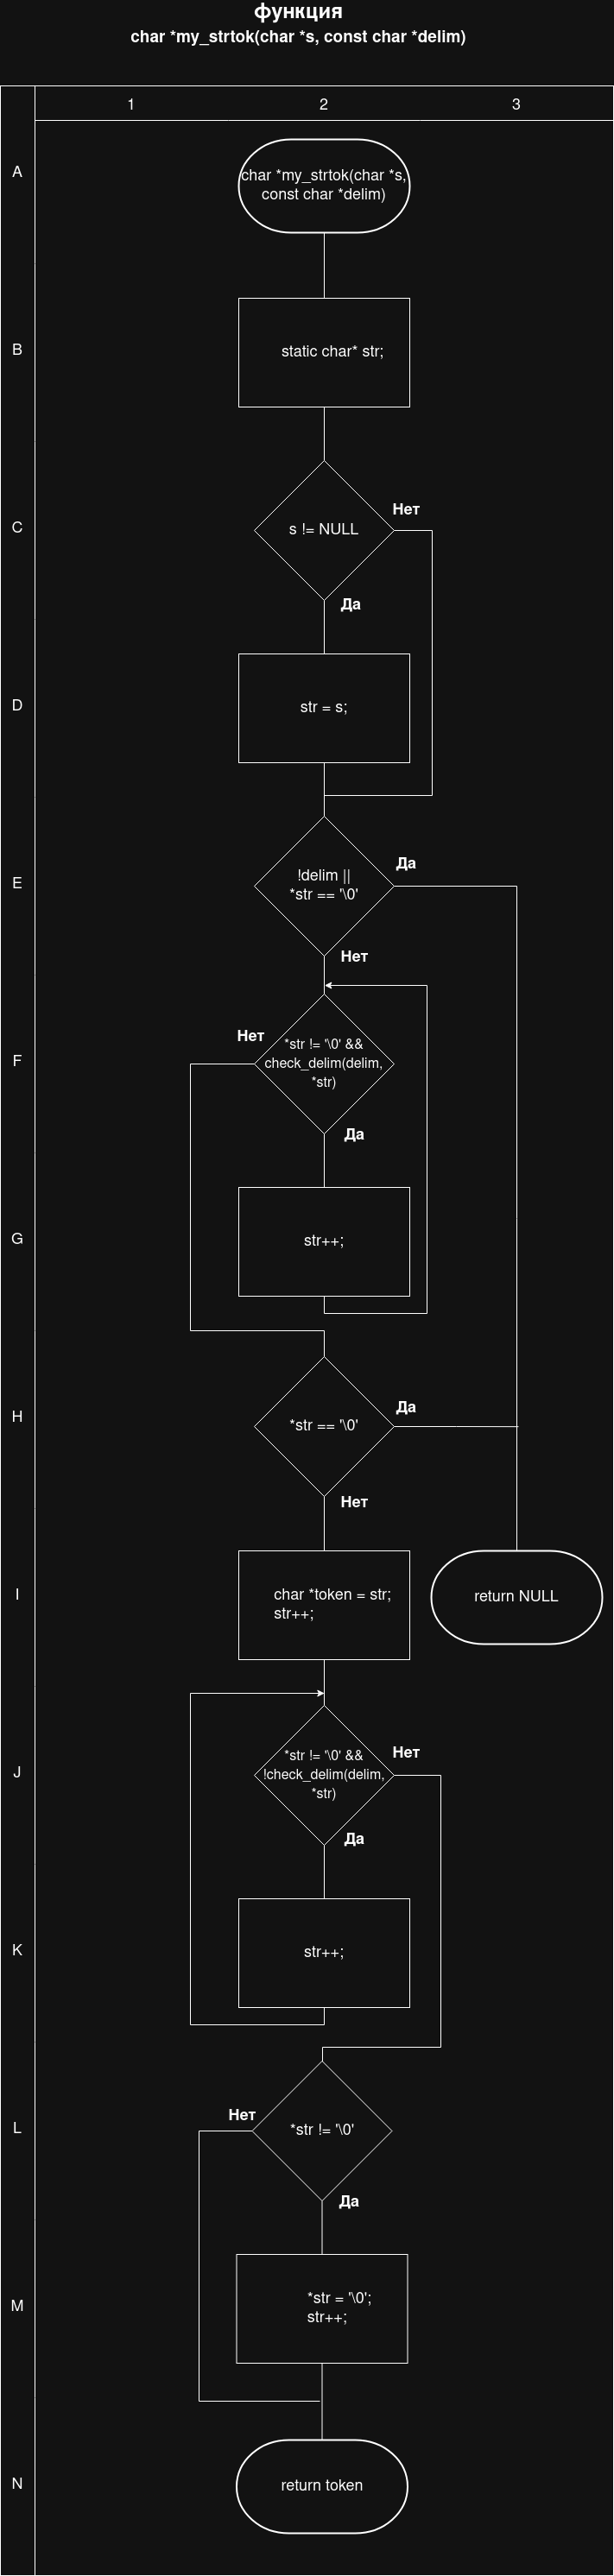 функция
char *my_strtok(char *s, const char *delim)
1 2 3
A
char *my_strtok(char *s,
const char *delim)
B
static char* str;
C
Нет
s != NULL
Да
D
str = s;
E
Да
!delim ||
*str == '\0'
Нет
F
Нет
*str != '\0' &&
check_delim(delim,
*str)
Да
G
str++;
H
Да
*str == '\0'
Нет
I
char *token = str;
str++;
return NULL
J
Нет
*str != '\0' &&
!check_delim(delim,
*str)
Да
K
str++;
L
Нет
*str != '\0'
Да
M
*str = '\0';
str++;
N
return token